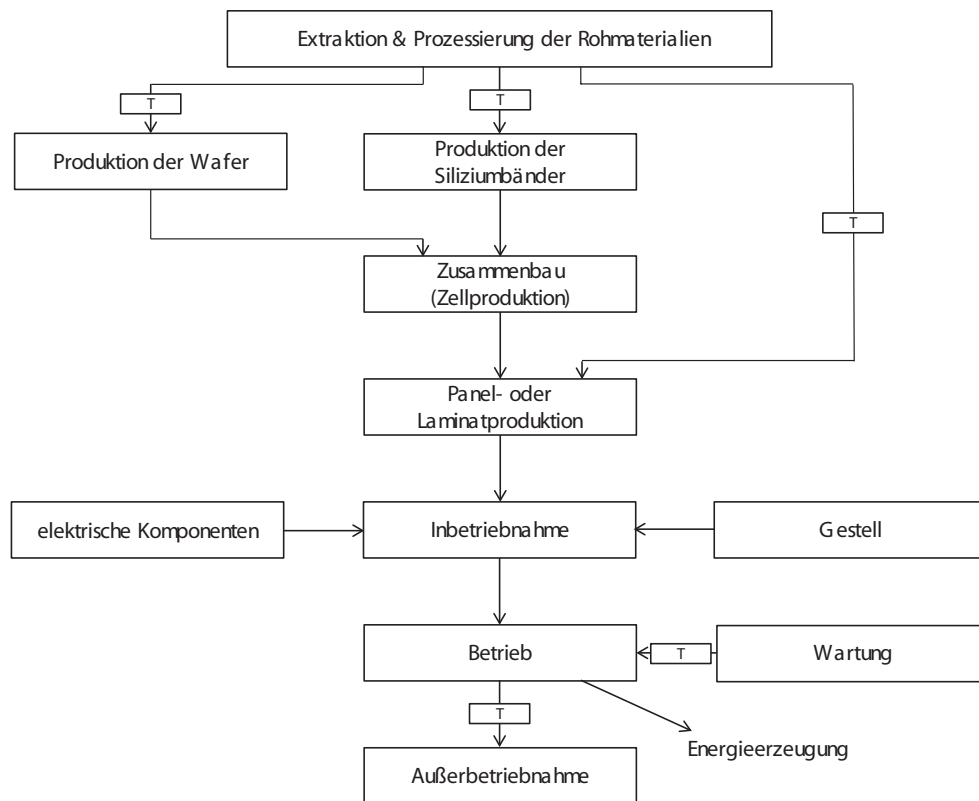 Extraktion & Prozessierung der Rohmaterialien
T
T
Produktion der Wafer
Produktion der
Siliziumbänder
T
Zusammenbau
(Zellproduktion)
Panel- oder
Laminatproduktion
elektrische Komponenten
Inbetriebnahme
Gestell
Betrieb
T
Wartung
T
Energieerzeugung
Außerbetriebnahme